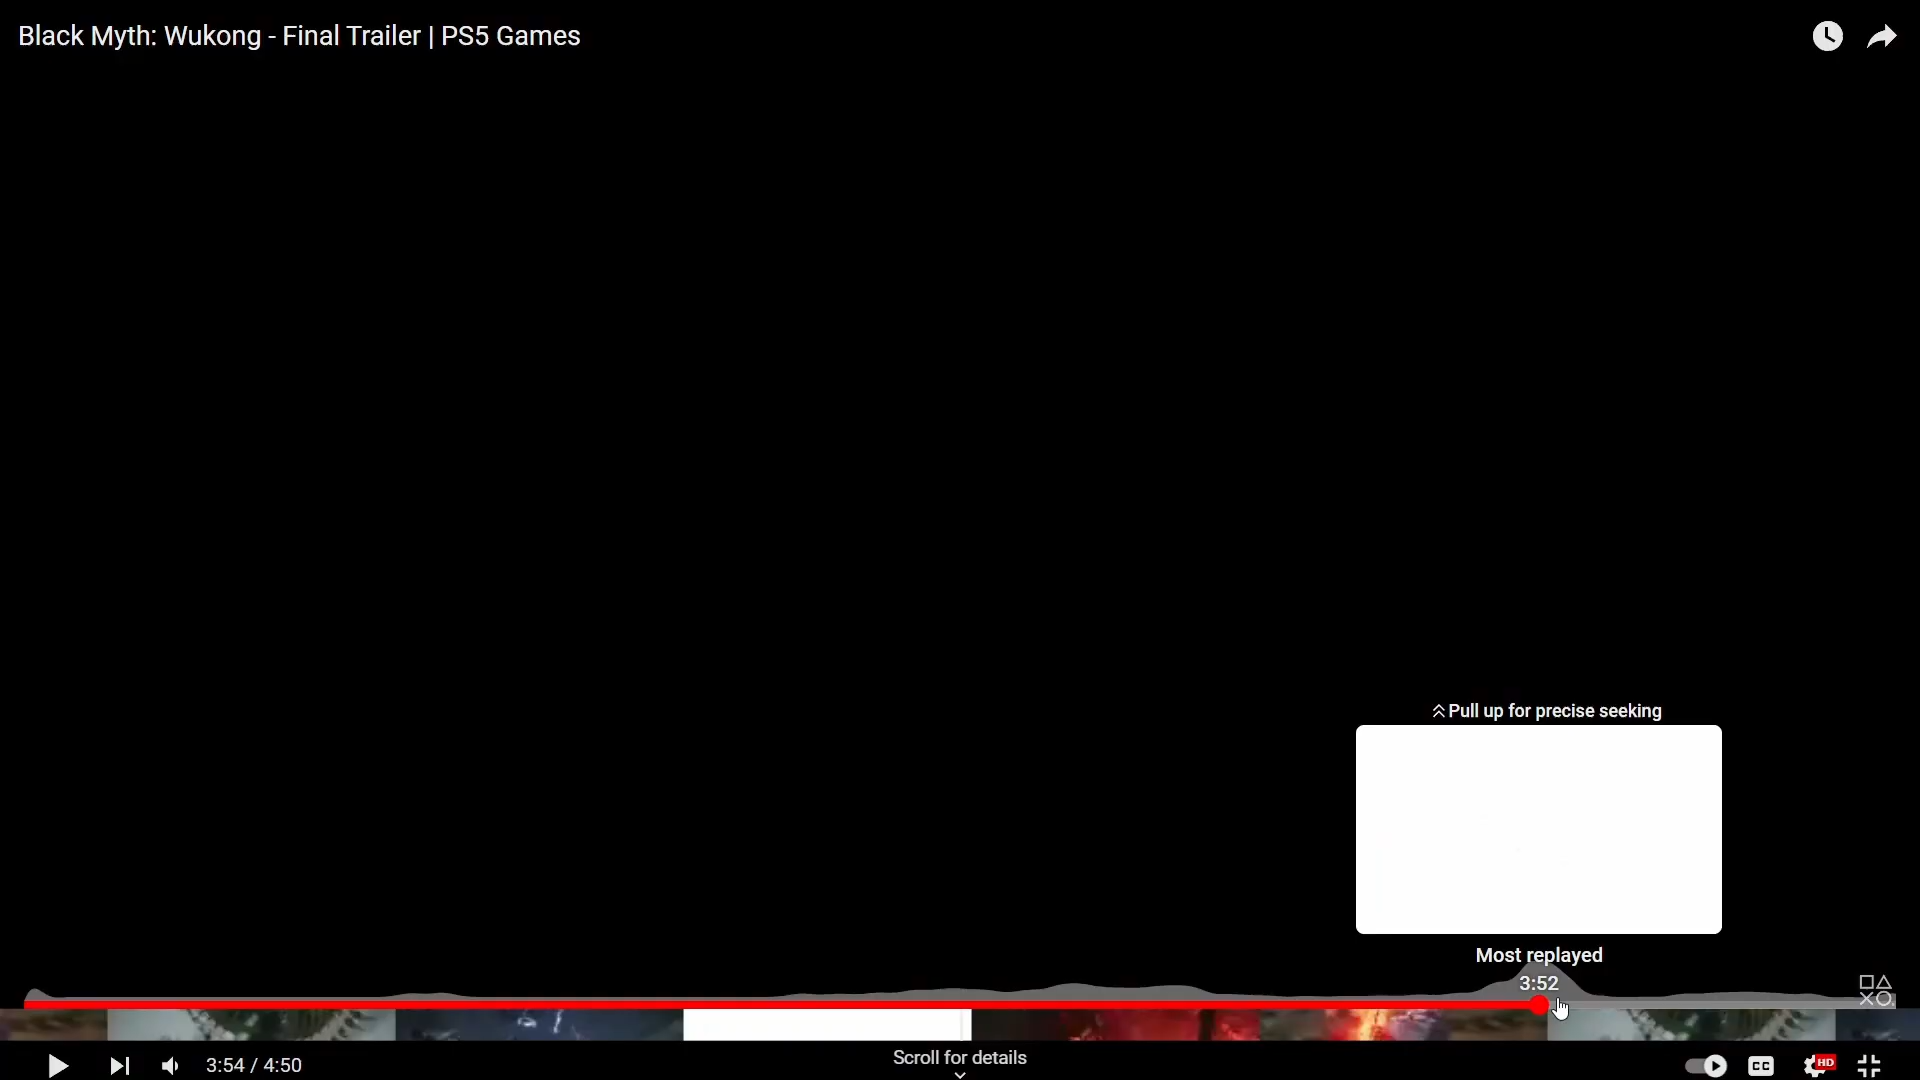 Black Myth: Wukong - Final Trailer | PS5 Games
Pull up for precise seeking
Most replayed
3:52
3:54 / 4:50
Scroll for details
CC
HD